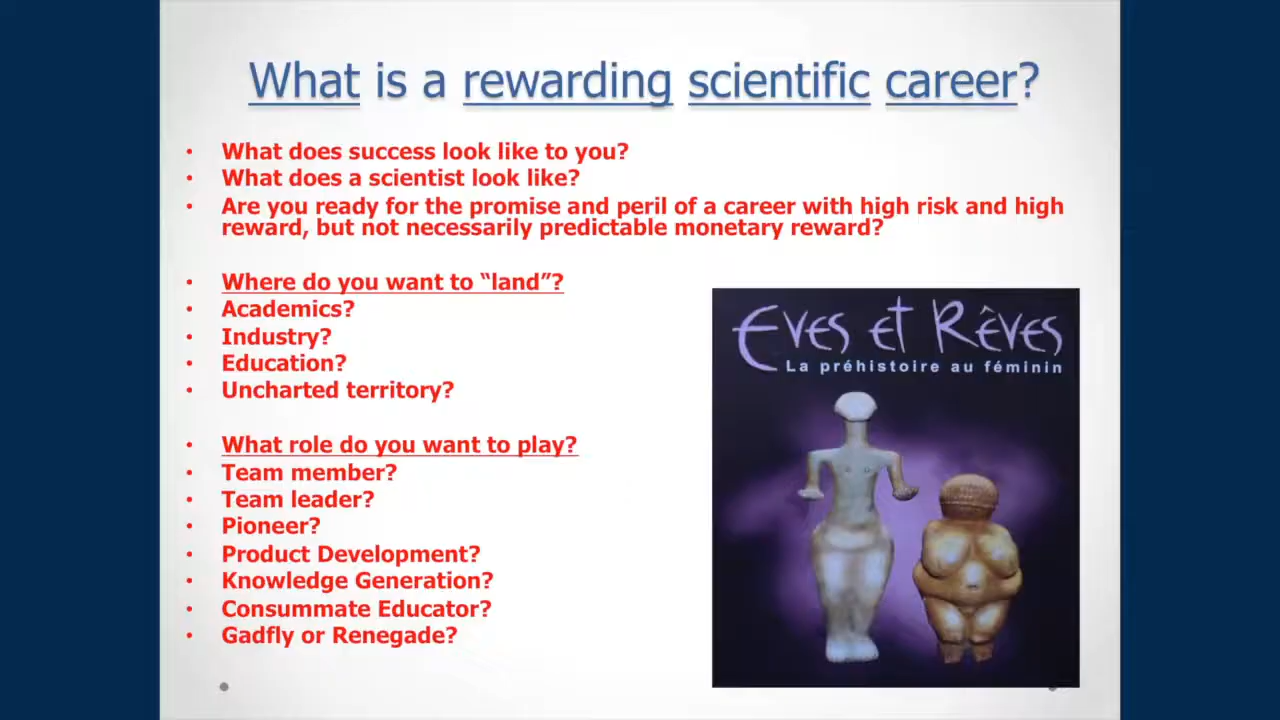 What is a rewarding scientific career?
• What does success look like to you?
• What does a scientist look like?
• Are you ready for the promise and peril of a career with high risk and high
reward, but not necessarily predictable monetary reward?
• Where do you want to “land”?
• Academics?
• Industry?
• Education?
• Uncharted territory?
• What role do you want to play?
• Team member?
• Team leader?
• Pioneer?
• Product Development?
• Knowledge Generation?
• Consummate Educator?
• Gadfly or Renegade?
Eves et Rêves
La préhistoire au féminin